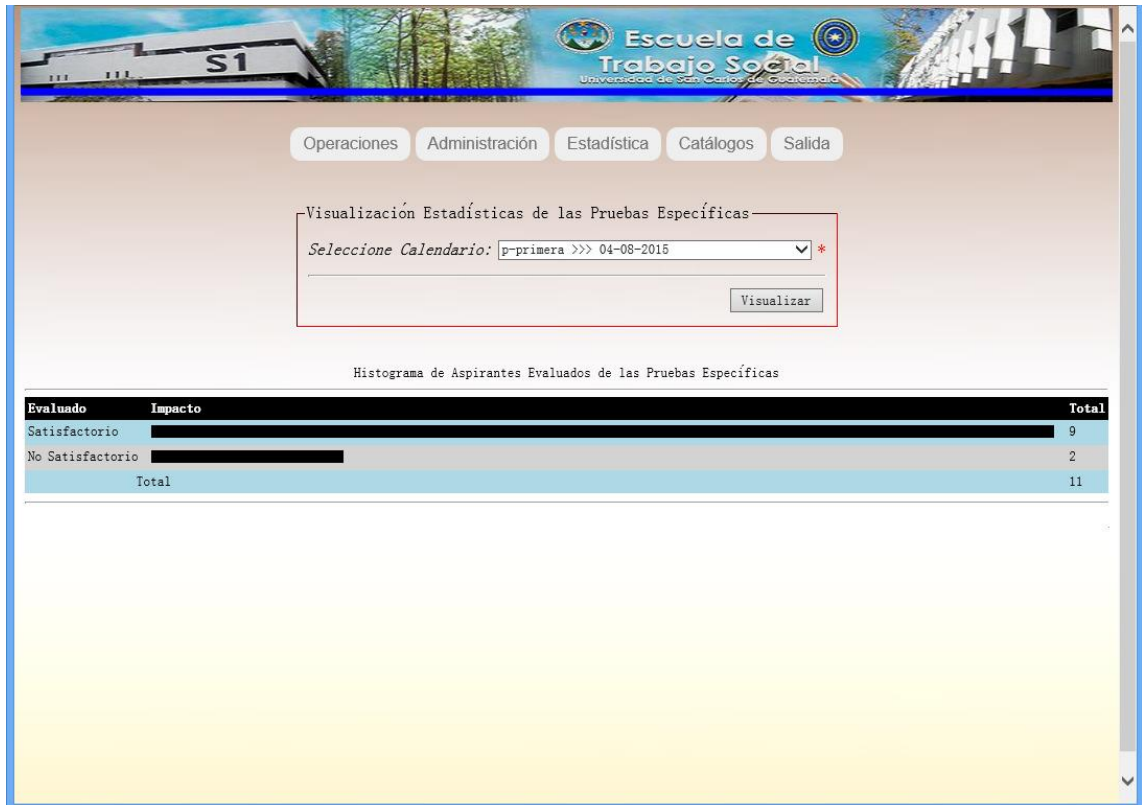 S1
Escuela de
Trabajo Social
Universidad de San Carlos de Guatemala
Operaciones Administración Estadística Catálogos Salida
Visualización Estadísticas de las Pruebas Específicas
Seleccione Calendario: p-primera >>> 04-08-2015 *
Visualizar
Histograma de Aspirantes Evaluados de las Pruebas Específicas
Evaluado Impacto Total
Satisfactorio 9
No Satisfactorio 2
Total 11